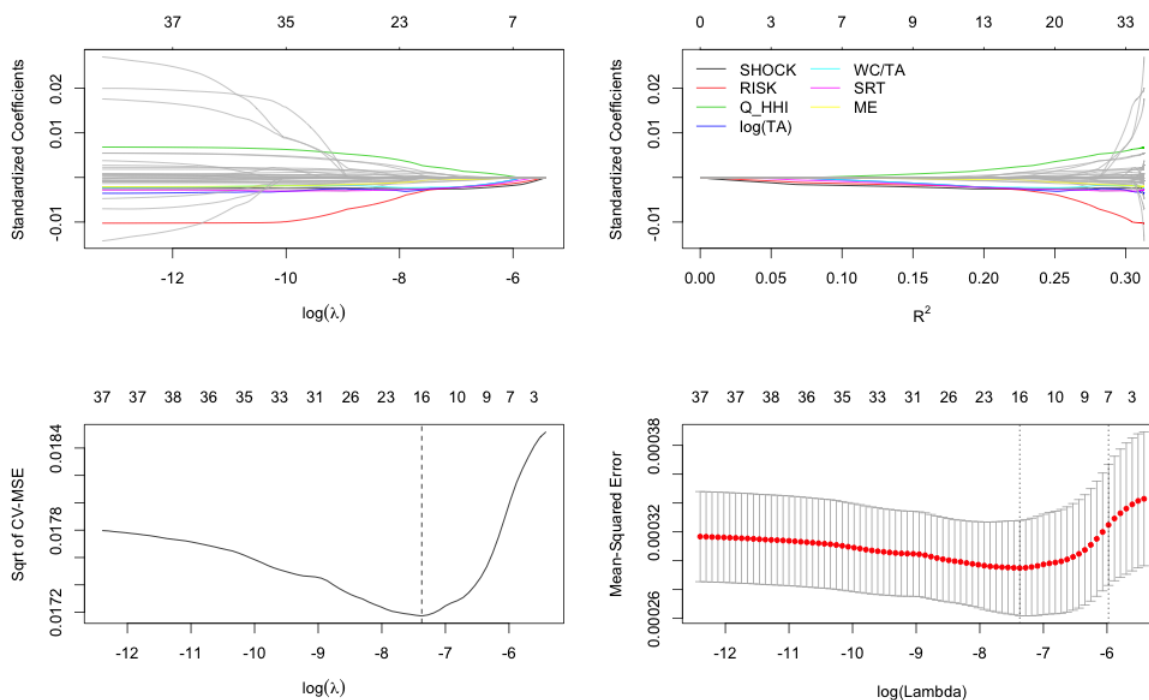 37 35 23 7
Standardized Coefficients
0.02
0.01
-0.01
-12 -10 -8 -6
log(λ)
0 3 7 9 13 20 33
Standardized Coefficients
0.02
0.01
-0.01
SHOCK WC/TA
RISK SRT
Q_HHI ME
log(TA)
0.00 0.05 0.10 0.15 0.20 0.25 0.30
R²
37 37 38 36 35 33 31 26 23 16 10 9 7 3
Sqrt of CV-MSE
0.0184
0.0178
0.0172
-12 -11 -10 -9 -8 -7 -6
log(λ)
37 37 38 36 35 33 31 26 23 16 10 9 7 3
Mean-Squared Error
0.00038
0.00032
0.00026
-12 -11 -10 -9 -8 -7 -6
log(Lambda)